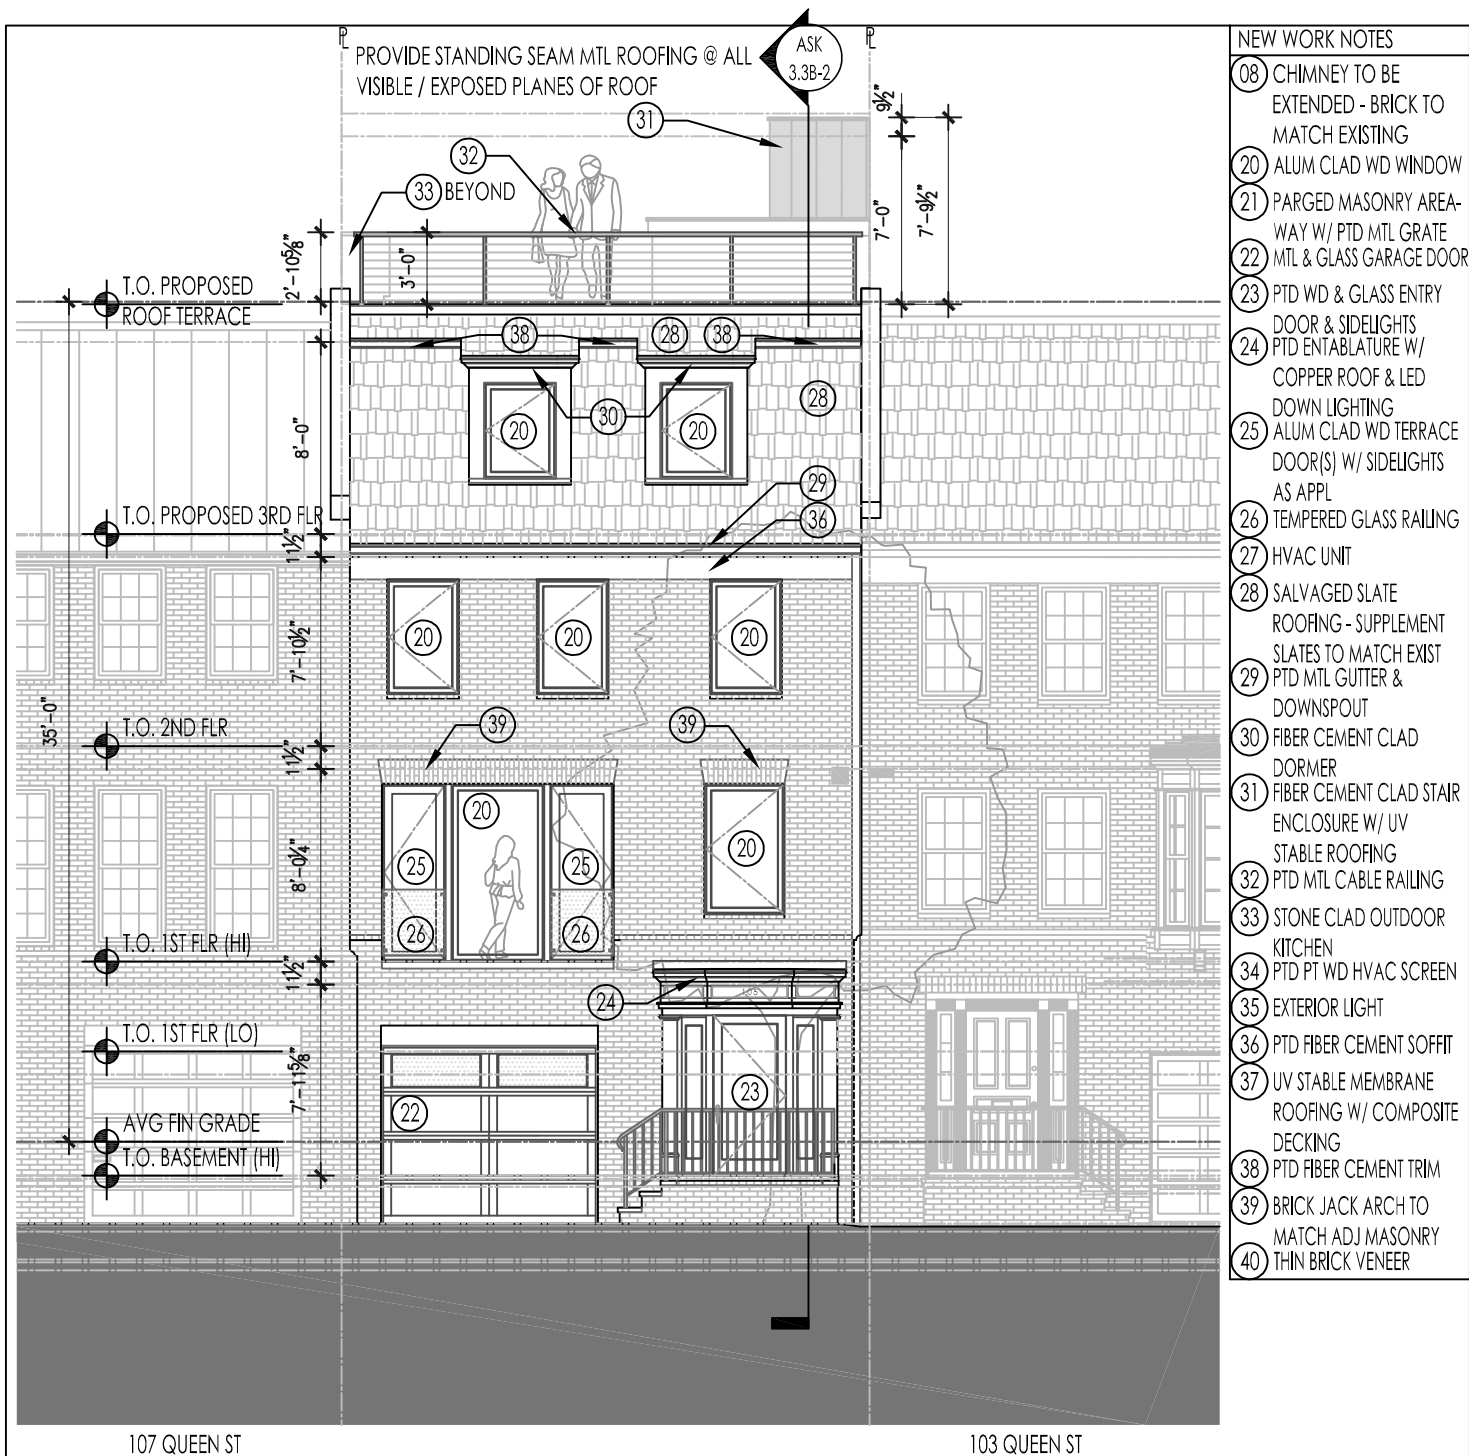 PROVIDE STANDING SEAM MTL ROOFING @ ALL
VISIBLE / EXPOSED PLANES OF ROOF
ASK
3.3B-2
31
32
33 BEYOND
9½"
7'-0"
7'-9½"
2'-10⅝"
3'-0"
T.O. PROPOSED
ROOF TERRACE
38
28
38
30
28
20
20
8'-0"
29
36
T.O. PROPOSED 3RD FLR
11½"
20
20
20
7'-10½"
35'-0"
T.O. 2ND FLR
11½"
39
39
20
25
25
20
26
26
8'-0¼"
T.O. 1ST FLR (HI)
11½"
24
T.O. 1ST FLR (LO)
7'-11⅝"
22
23
105
AVG FIN GRADE
T.O. BASEMENT (HI)
107 QUEEN ST
103 QUEEN ST
NEW WORK NOTES
08 CHIMNEY TO BE
EXTENDED - BRICK TO
MATCH EXISTING
20 ALUM CLAD WD WINDOW
21 PARGED MASONRY AREA-
WAY W/ PTD MTL GRATE
22 MTL & GLASS GARAGE DOOR
23 PTD WD & GLASS ENTRY
DOOR & SIDELIGHTS
24 PTD ENTABLATURE W/
COPPER ROOF & LED
DOWN LIGHTING
25 ALUM CLAD WD TERRACE
DOOR(S) W/ SIDELIGHTS
AS APPL
26 TEMPERED GLASS RAILING
27 HVAC UNIT
28 SALVAGED SLATE
ROOFING - SUPPLEMENT
SLATES TO MATCH EXIST
29 PTD MTL GUTTER &
DOWNSPOUT
30 FIBER CEMENT CLAD
DORMER
31 FIBER CEMENT CLAD STAIR
ENCLOSURE W/ UV
STABLE ROOFING
32 PTD MTL CABLE RAILING
33 STONE CLAD OUTDOOR
KITCHEN
34 PTD PT WD HVAC SCREEN
35 EXTERIOR LIGHT
36 PTD FIBER CEMENT SOFFIT
37 UV STABLE MEMBRANE
ROOFING W/ COMPOSITE
DECKING
38 PTD FIBER CEMENT TRIM
39 BRICK JACK ARCH TO
MATCH ADJ MASONRY
40 THIN BRICK VENEER